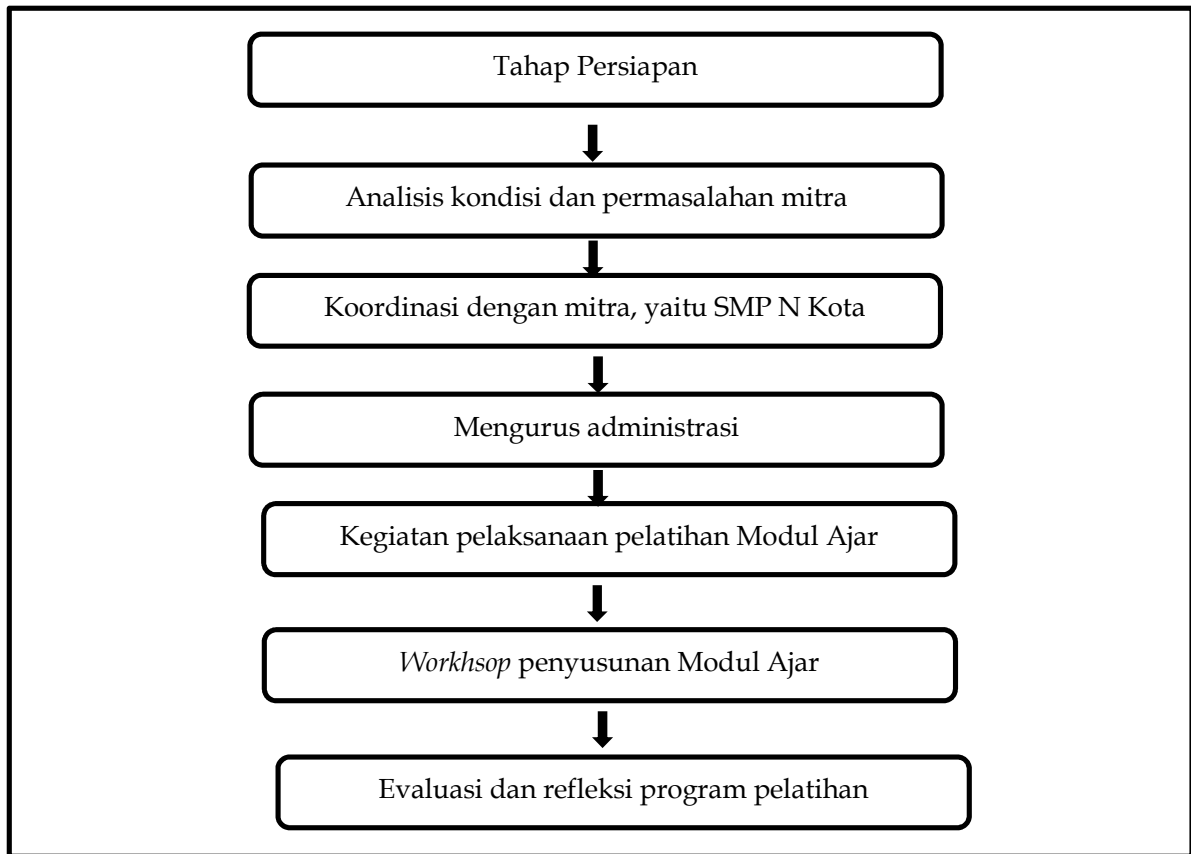 Tahap Persiapan
Analisis kondisi dan permasalahan mitra
Koordinasi dengan mitra, yaitu SMP N Kota
Mengurus administrasi
Kegiatan pelaksanaan pelatihan Modul Ajar
Workhsop penyusunan Modul Ajar
Evaluasi dan refleksi program pelatihan